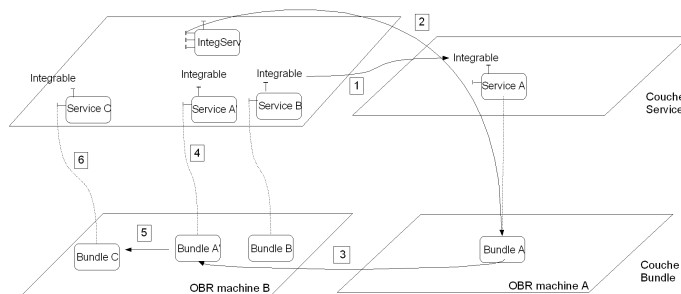 2
IntegServ
Integrable
Integrable
Integrable
Integrable
1
Service C
Service A'
Service B
Service A
Couche
Service
6
4
5
3
Bundle C
Bundle A'
Bundle B
Bundle A
Couche
Bundle
OBR machine B
OBR machine A